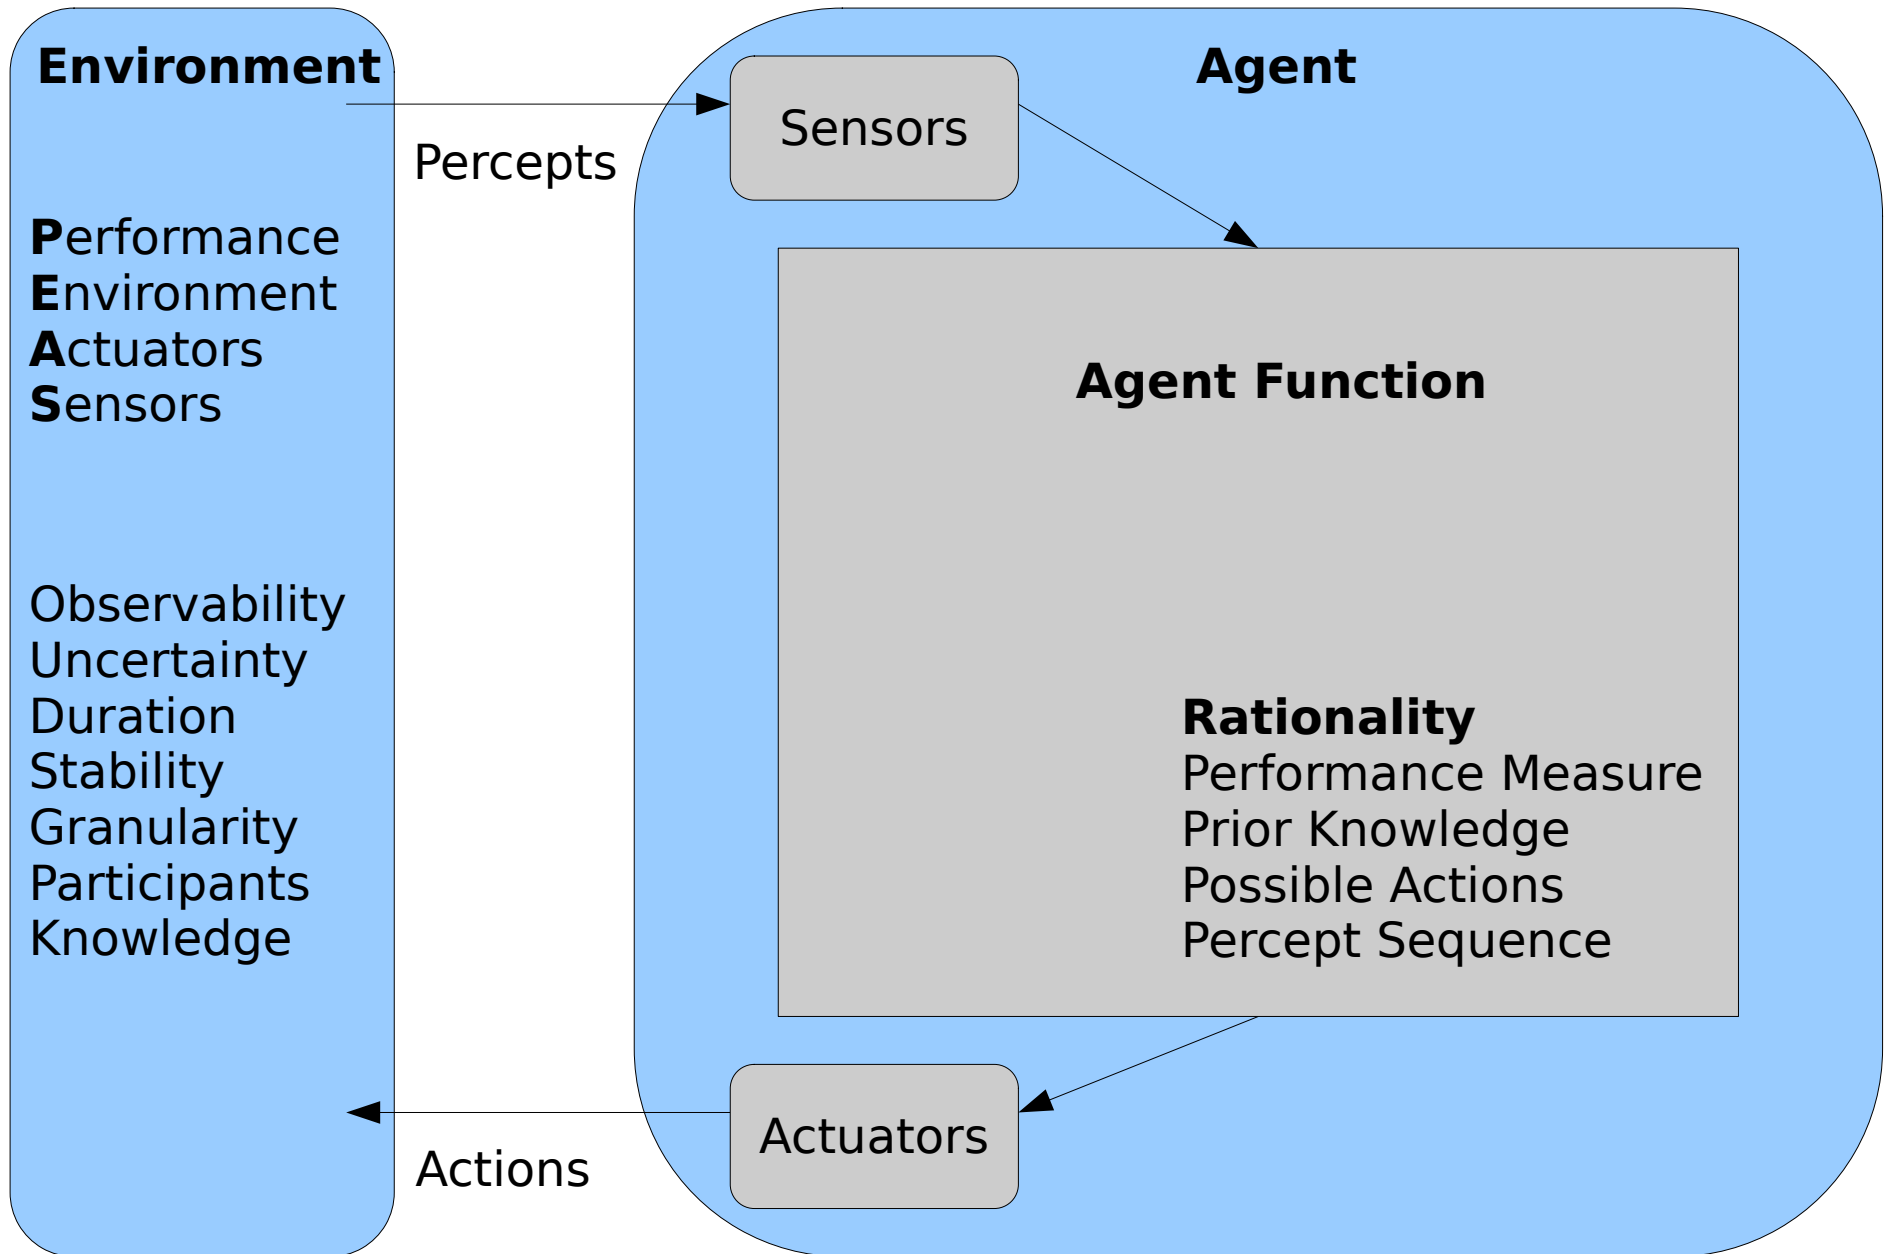 Environment
Performance
Environment
Actuators
Sensors
Observability
Uncertainty
Duration
Stability
Granularity
Participants
Knowledge
Percepts
Actions
Agent
Sensors
Agent Function
Rationality
Performance Measure
Prior Knowledge
Possible Actions
Percept Sequence
Actuators